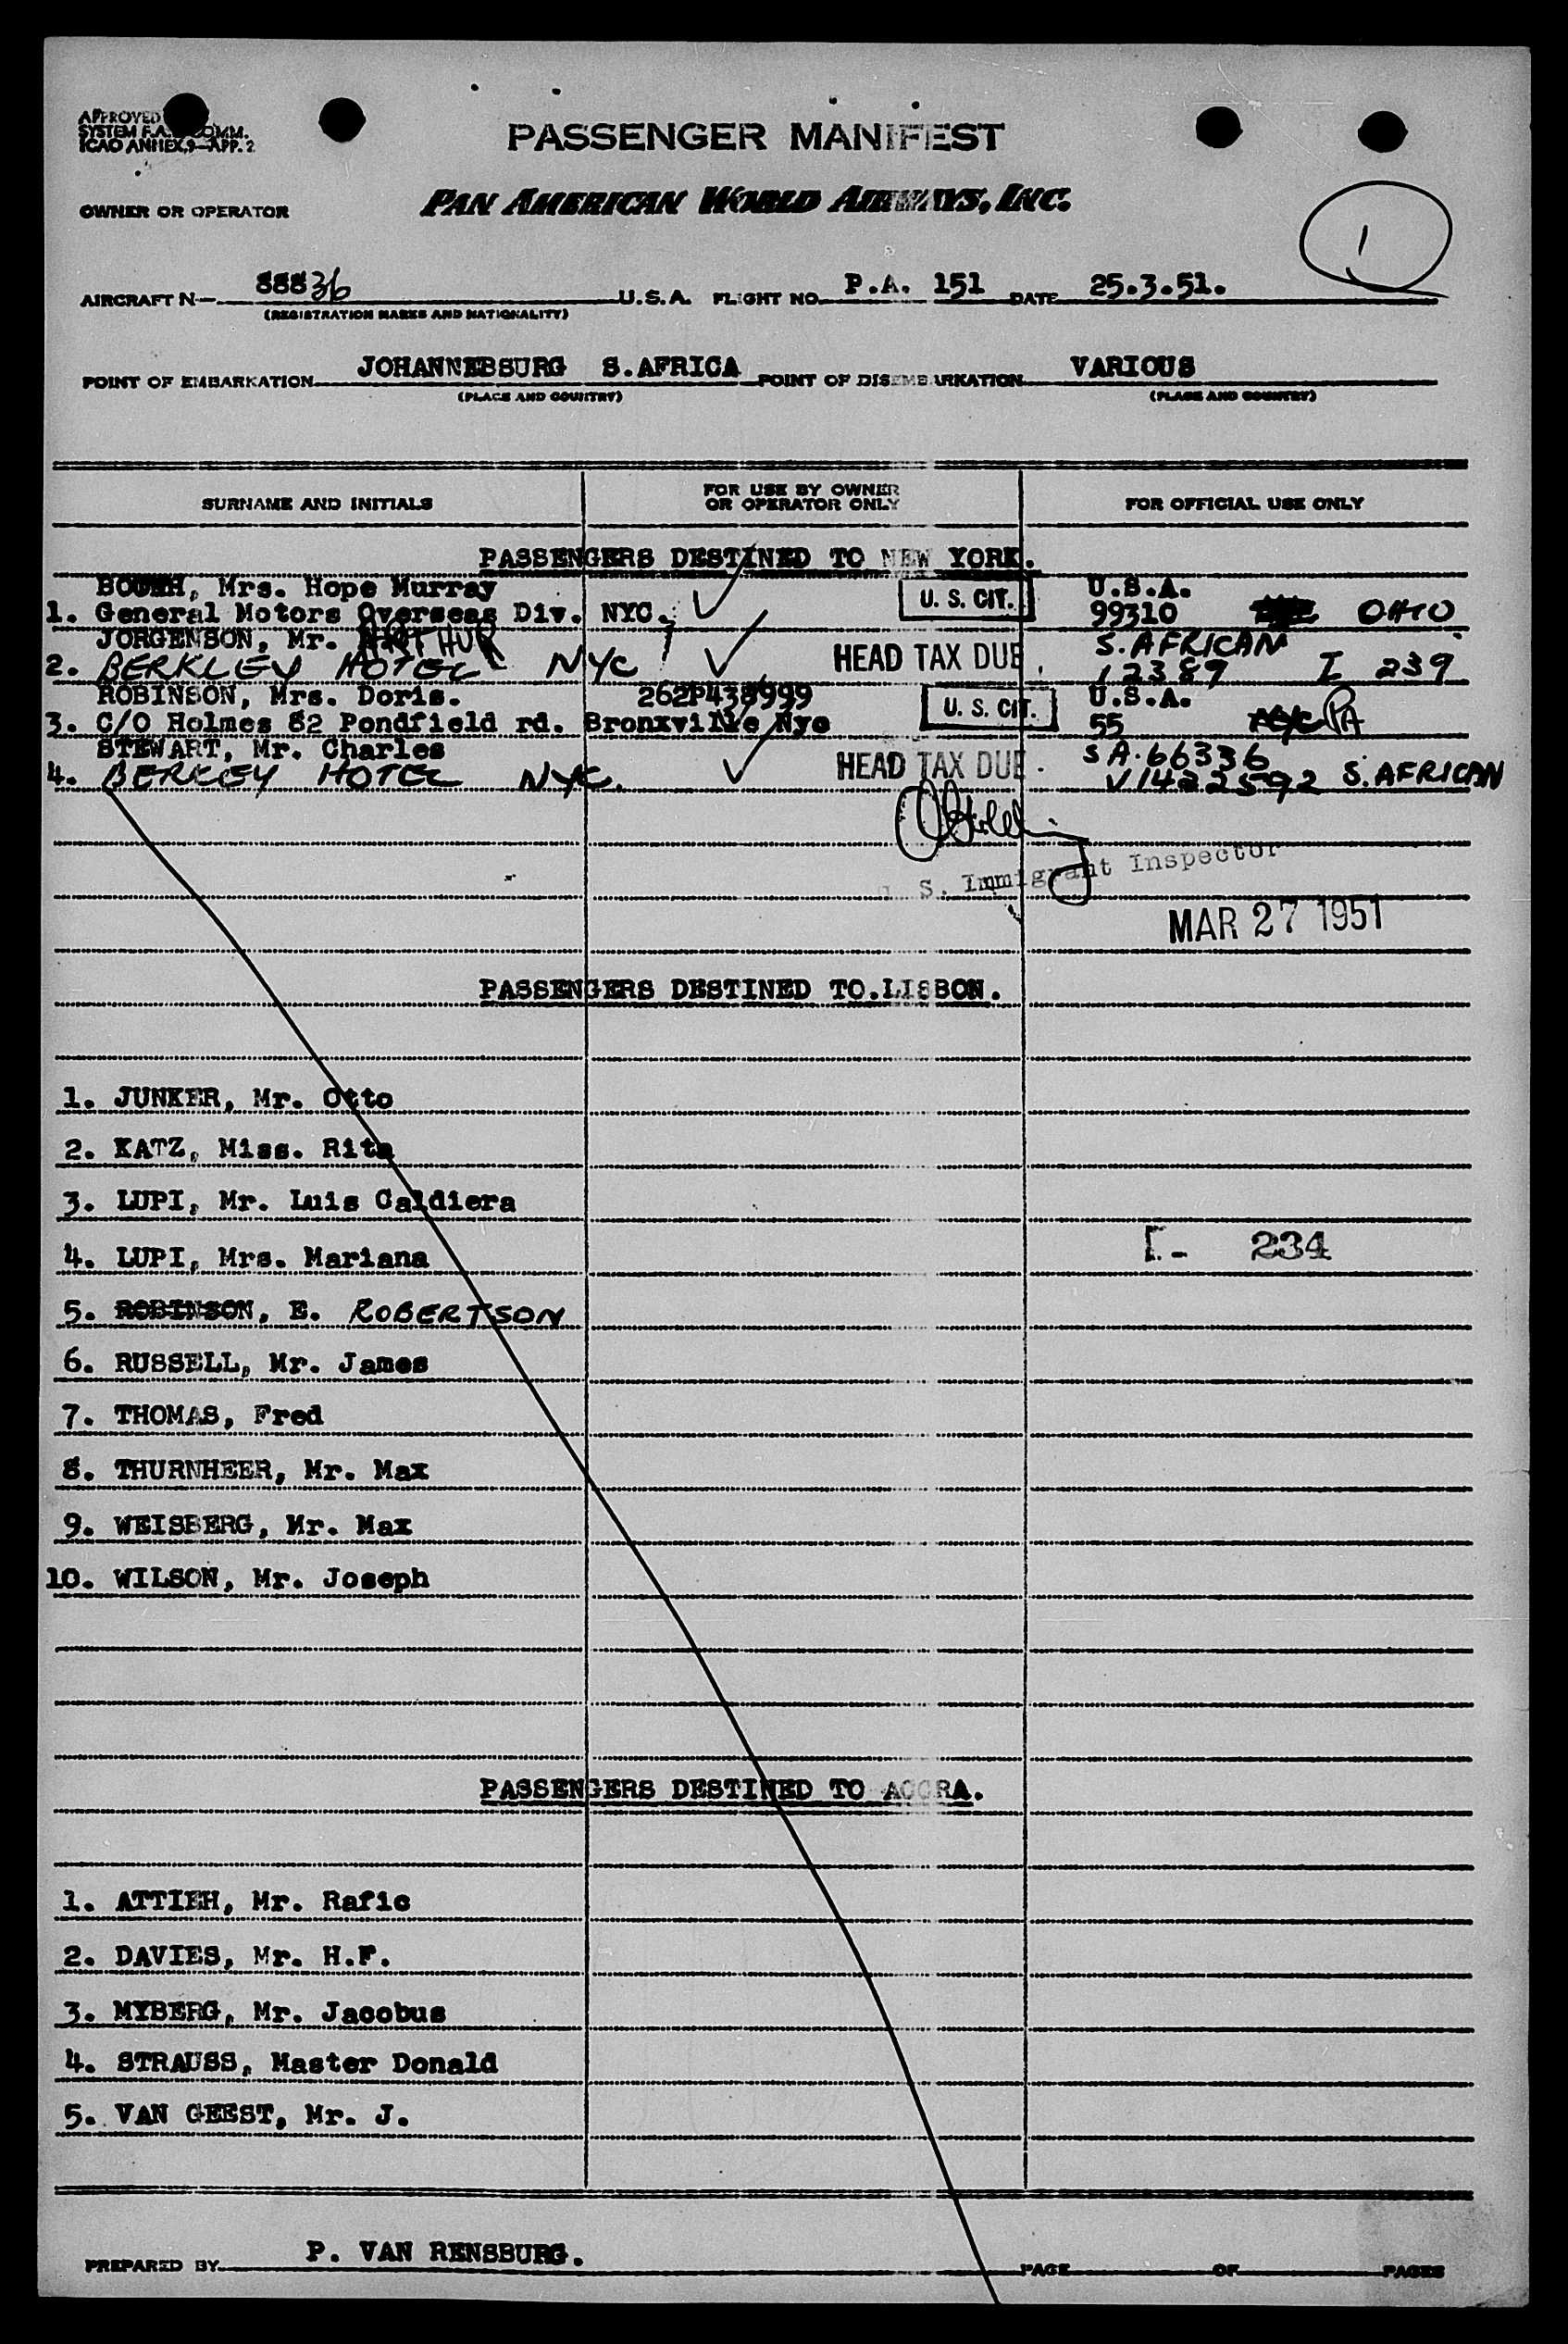 APPROVED
SYSTEM F.A. COMM.
ICAO ANNEX.9—APP. 2
PASSENGER MANIFEST
OWNER OR OPERATOR PAN AMERICAN WORLD AIRWAYS, INC.
1
AIRCRAFT N— 88836 U.S.A. FLIGHT NO. P.A. 151 DATE 25.3.51.
(REGISTRATION MARKS AND NATIONALITY)
POINT OF EMBARKATION JOHANNEBSURG S.AFRICA POINT OF DISEMBARKATION VARIOUS
(PLACE AND COUNTRY) (PLACE AND COUNTRY)
SURNAME AND INITIALS FOR USE BY OWNER OR OPERATOR ONLY FOR OFFICIAL USE ONLY
PASSENGERS DESTINED TO NEW YORK.
Mrs. Hope Murray U. S. CIT. U.S.A.
1. General Motors Overseas Div. NYC. 99310 OHIO
JORGENSON, Mr. ARTHUR S. AFRICAN
2. BERKLEY HOTEL NYC HEAD TAX DUE. 12389 I 239
ROBINSON, Mrs. Doris. 262P438999 U. S. CIT. U.S.A.
3. C/O Holmes 82 Pondfield rd. Bronxville Nyc 55 NYC PA
STEWART, Mr. Charles SA.66336
4. BERKLEY HOTEL NYC. HEAD TAX DUE. V1422592 S. AFRICAN
U. S. Immigrant Inspector
MAR 27 1951
PASSENGERS DESTINED TO.LISBON.
1. JUNKER, Mr. Otto
2. KATZ, Miss. Rita
3. LUPI, Mr. Luis Caldiera
4. LUPI, Mrs. Mariana I- 234
5. ROBINSON, E. ROBERTSON
6. RUSSELL, Mr. James
7. THOMAS, Fred
8. THURNHEER, Mr. Max
9. WEISBERG, Mr. Max
10. WILSON, Mr. Joseph
PASSENGERS DESTINED TO ACCRA.
1. ATTIEH, Mr. Rafic
2. DAVIES, Mr. H.F.
3. MYBERG, Mr. Jacobus
4. STRAUSS, Master Donald
5. VAN GEEST, Mr. J.
PREPARED BY P. VAN RENSBURG. PAGE OF PAGES